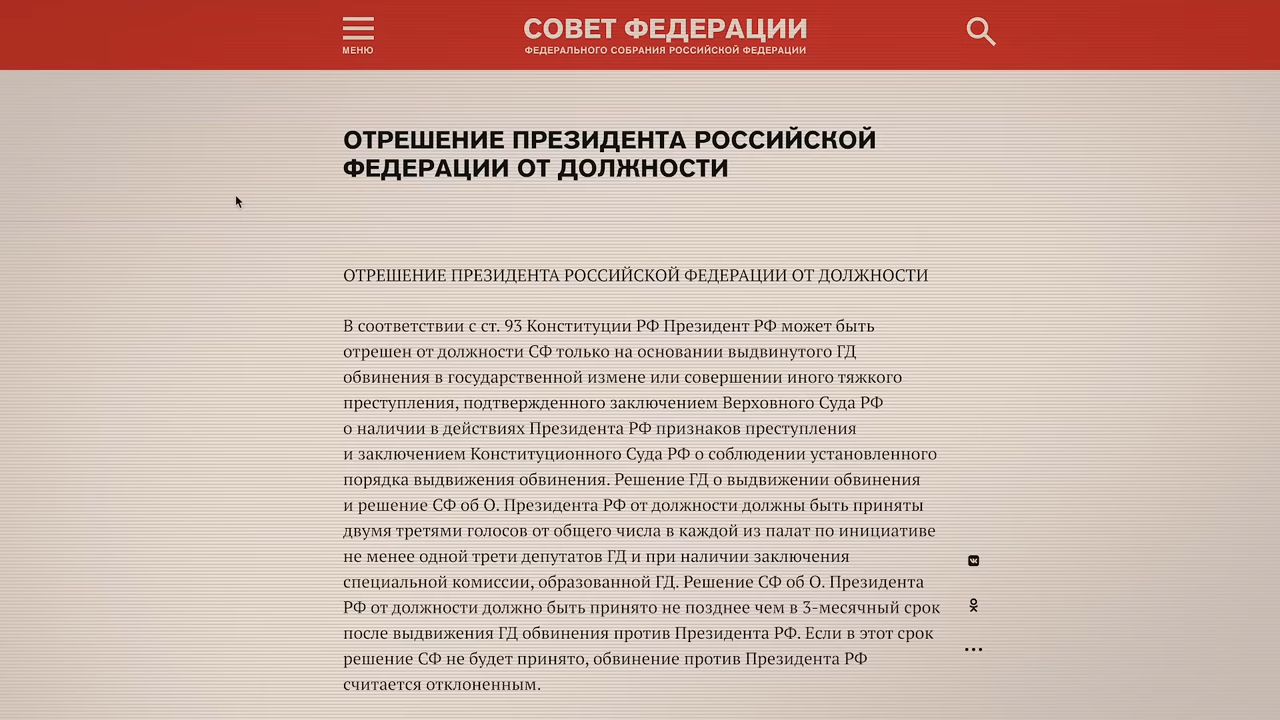 МЕНЮ
СОВЕТ ФЕДЕРАЦИИ
ФЕДЕРАЛЬНОГО СОБРАНИЯ РОССИЙСКОЙ ФЕДЕРАЦИИ
ОТРЕШЕНИЕ ПРЕЗИДЕНТА РОССИЙСКОЙ
ФЕДЕРАЦИИ ОТ ДОЛЖНОСТИ
ОТРЕШЕНИЕ ПРЕЗИДЕНТА РОССИЙСКОЙ ФЕДЕРАЦИИ ОТ ДОЛЖНОСТИ
В соответствии с ст. 93 Конституции РФ Президент РФ может быть
отрешен от должности СФ только на основании выдвинутого ГД
обвинения в государственной измене или совершении иного тяжкого
преступления, подтвержденного заключением Верховного Суда РФ
о наличии в действиях Президента РФ признаков преступления
и заключением Конституционного Суда РФ о соблюдении установленного
порядка выдвижения обвинения. Решение ГД о выдвижении обвинения
и решение СФ об О. Президента РФ от должности должны быть приняты
двумя третями голосов от общего числа в каждой из палат по инициативе
не менее одной трети депутатов ГД и при наличии заключения
специальной комиссии, образованной ГД. Решение СФ об О. Президента
РФ от должности должно быть принято не позднее чем в 3-месячный срок
после выдвижения ГД обвинения против Президента РФ. Если в этот срок
решение СФ не будет принято, обвинение против Президента РФ
считается отклоненным.